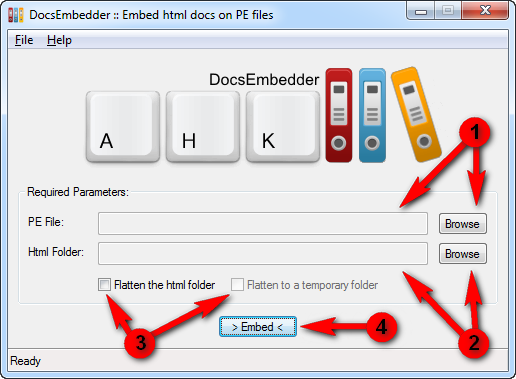 DocsEmbedder :: Embed html docs on PE files
File Help
DocsEmbedder
A H K
1
Required Parameters:
PE File: Browse
Html Folder: Browse
Flatten the html folder Flatten to a temporary folder
3 > Embed < 4 2
Ready